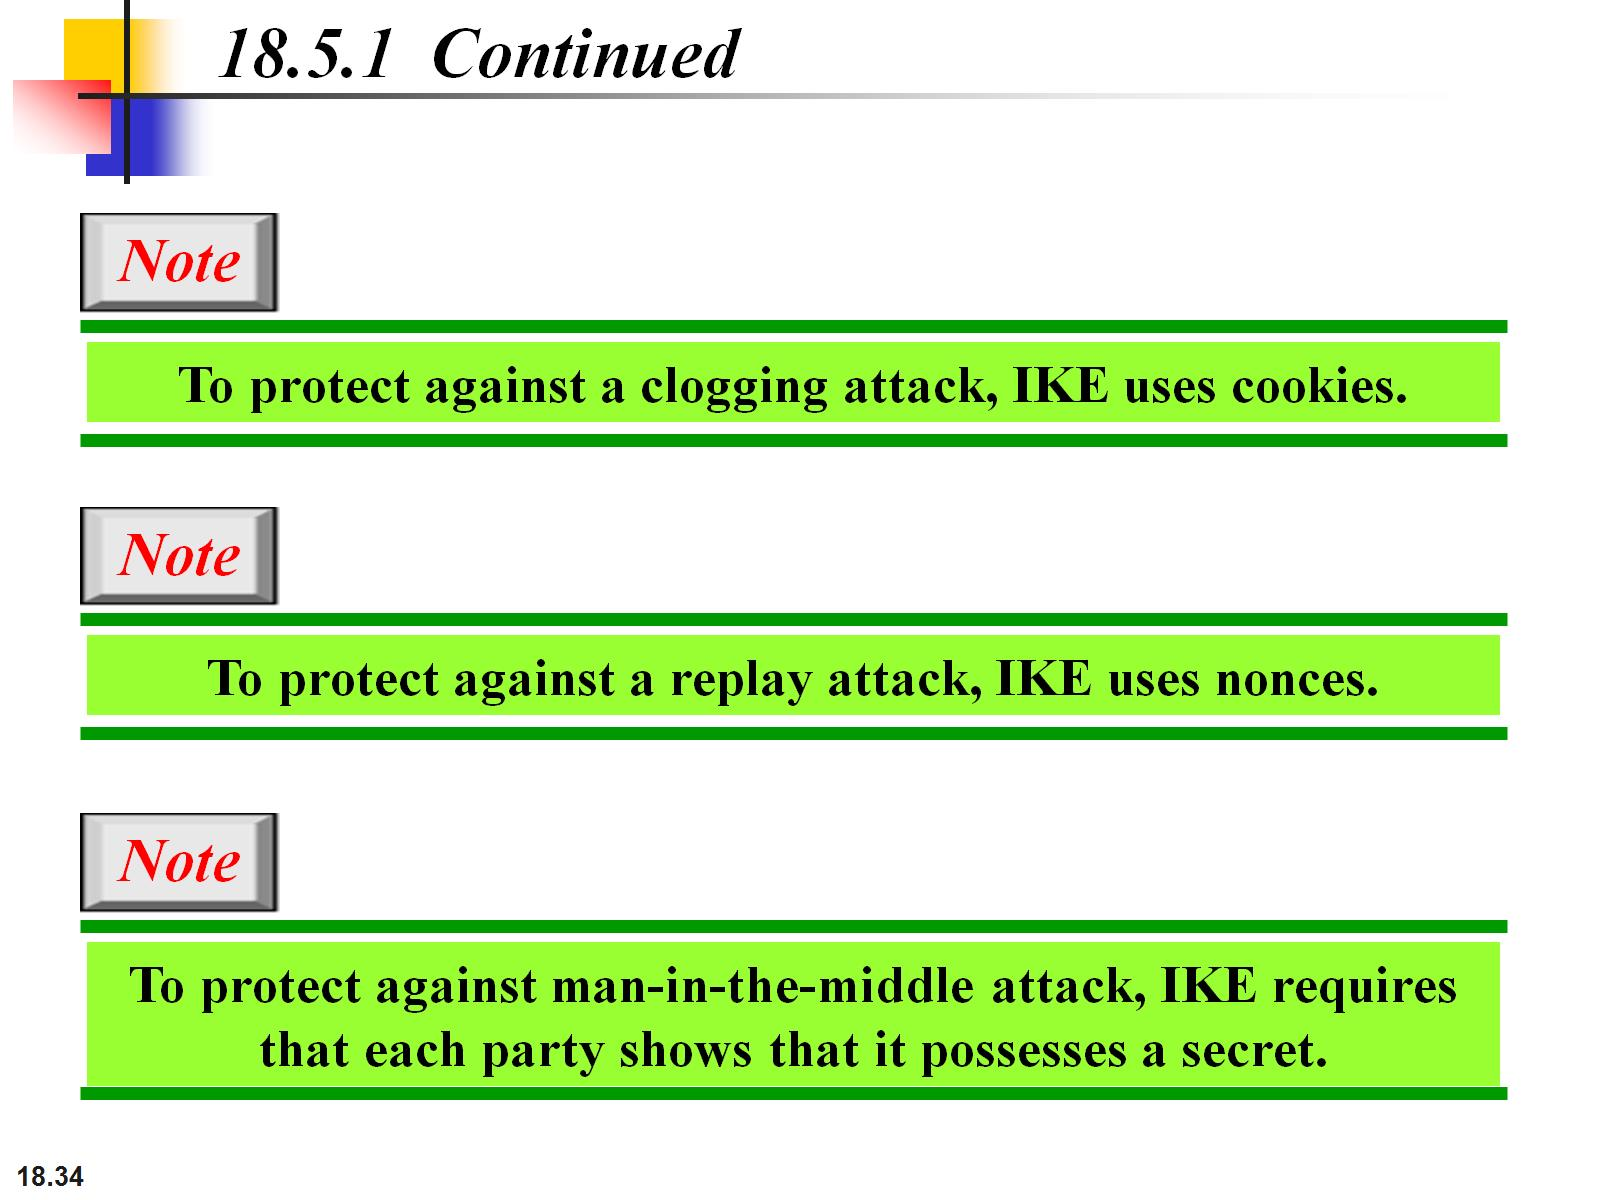 18.5.1 Continued
Note
To protect against a clogging attack, IKE uses cookies.
Note
To protect against a replay attack, IKE uses nonces.
Note
To protect against man-in-the-middle attack, IKE requires
that each party shows that it possesses a secret.
18.34